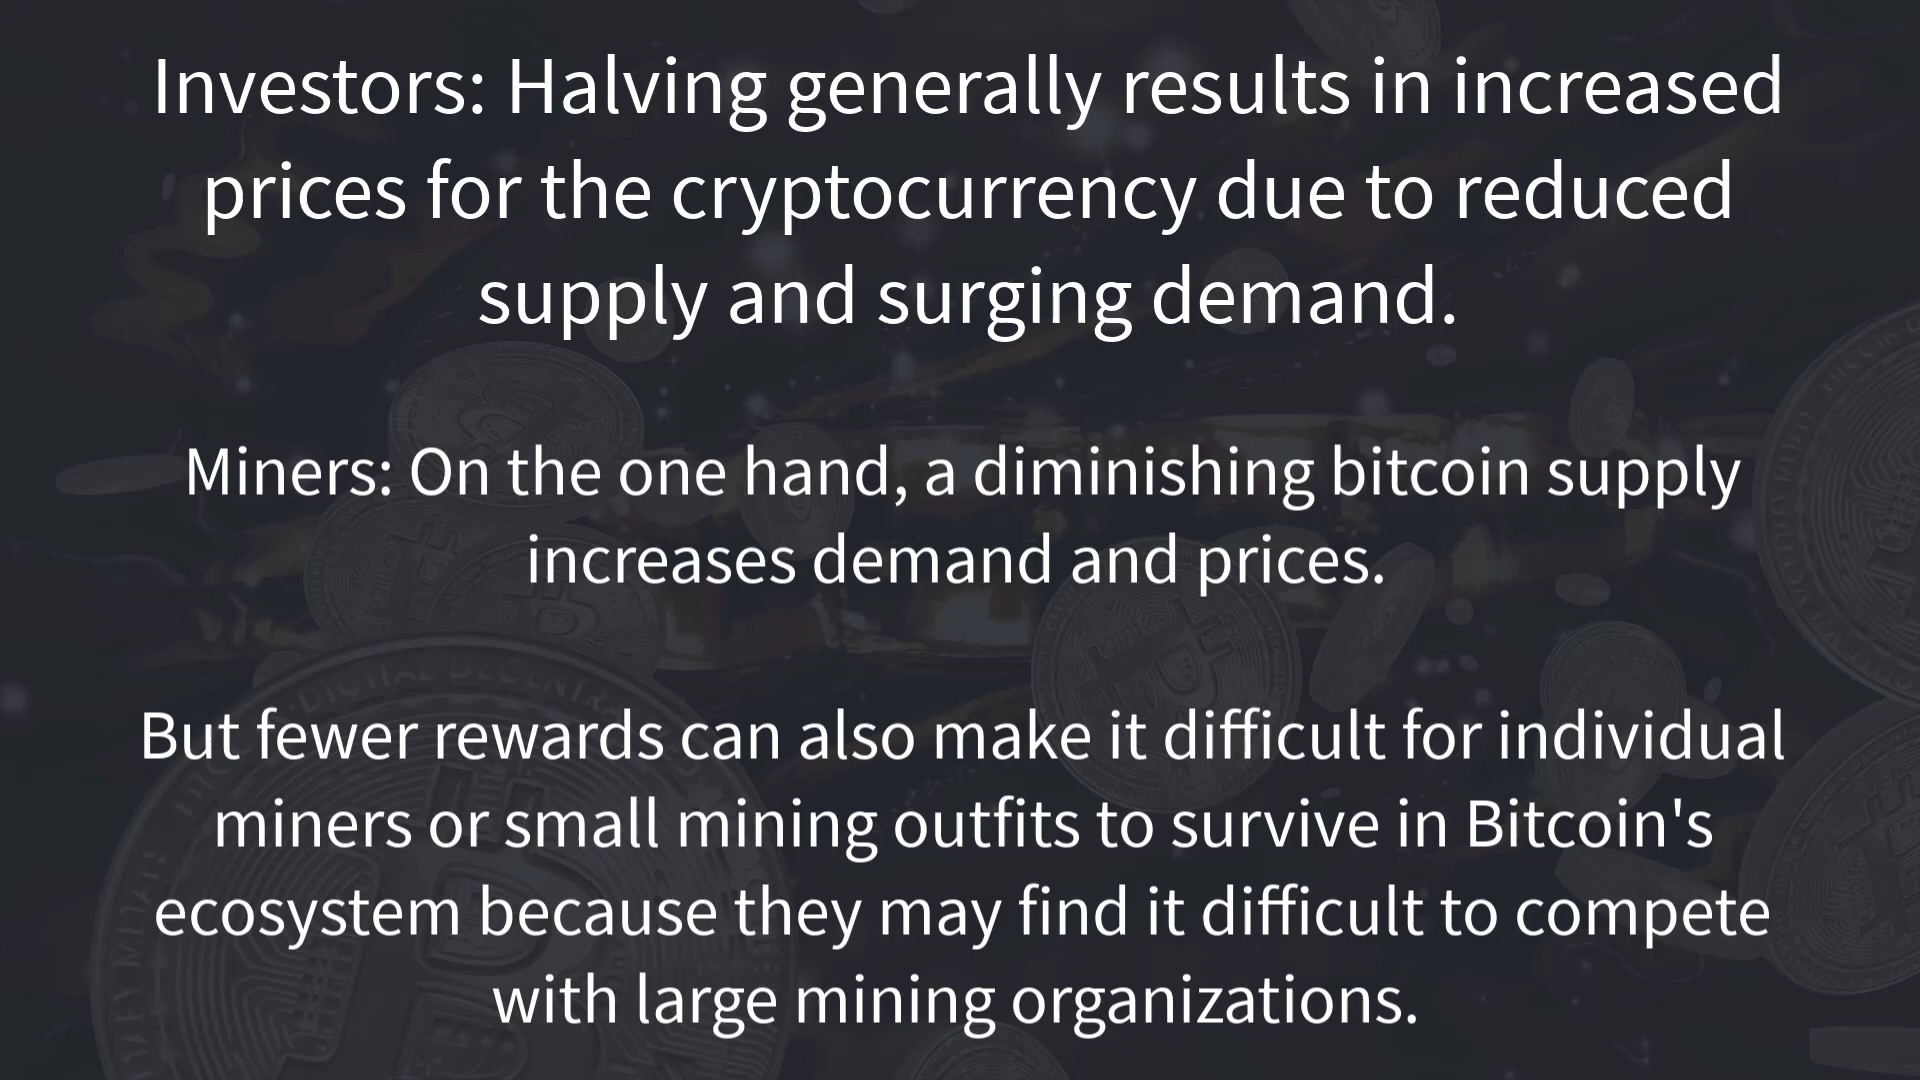 Investors: Halving generally results in increased
prices for the cryptocurrency due to reduced
supply and surging demand.
Miners: On the one hand, a diminishing bitcoin supply
increases demand and prices.
But fewer rewards can also make it difficult for individual
miners or small mining outfits to survive in Bitcoin's
ecosystem because they may find it difficult to compete
with large mining organizations.